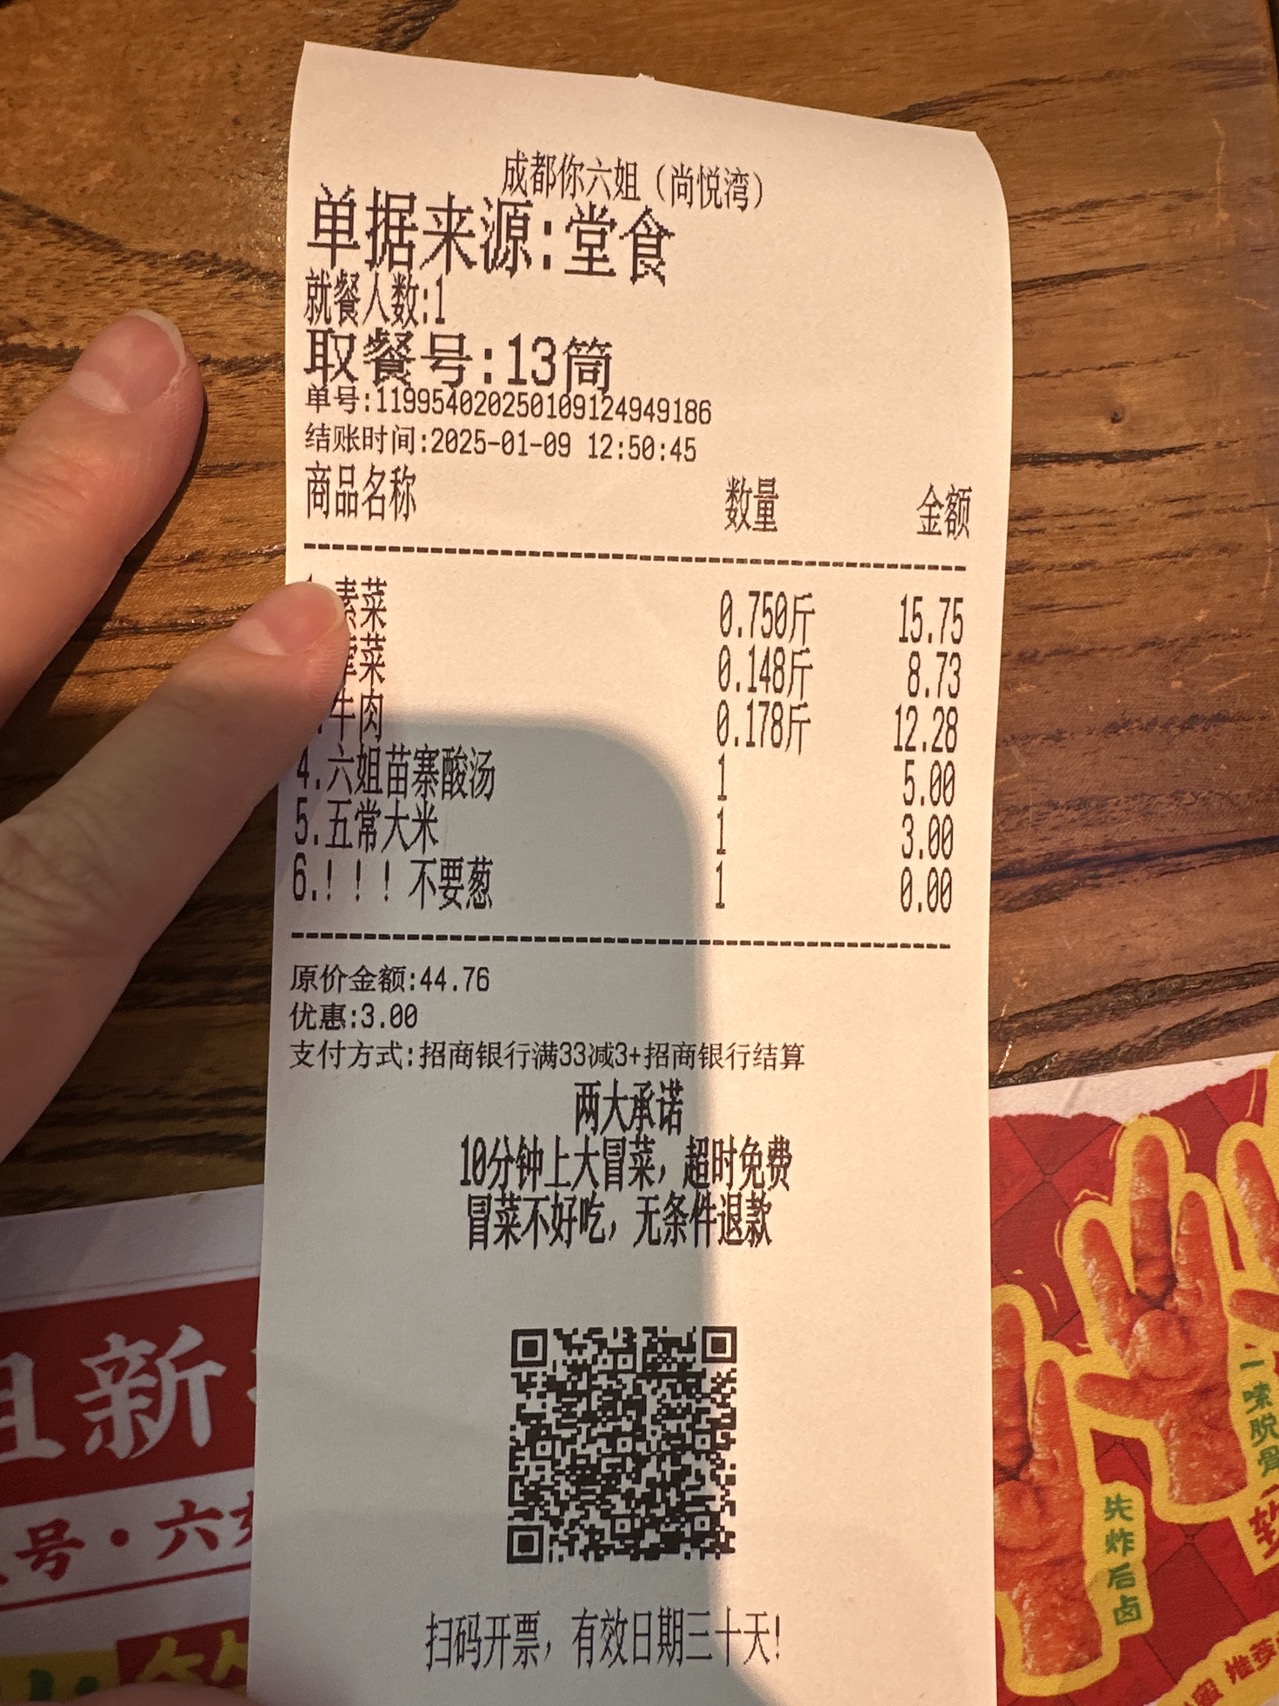 成都你六姐（尚悦湾）
单据来源:堂食
就餐人数:1
取餐号:13筒
单号:11995402025010912494​9186
结账时间:2025-01-09 12:50:45
商品名称 数量 金额
素菜 0.750斤 15.75
菜 0.148斤 8.73
牛肉 0.178斤 12.28
4.六姐苗寨酸汤 1 5.00
5.五常大米 1 3.00
6.！！！不要葱 1 0.00
原价金额:44.76
优惠:3.00
支付方式:招商银行满33减3+招商银行结算
两大承诺
10分钟上大冒菜，超时免费
冒菜不好吃，无条件退款
扫码开票，有效日期三十天!
姐新
号·六
一嗦脱骨
先炸后卤
推荐